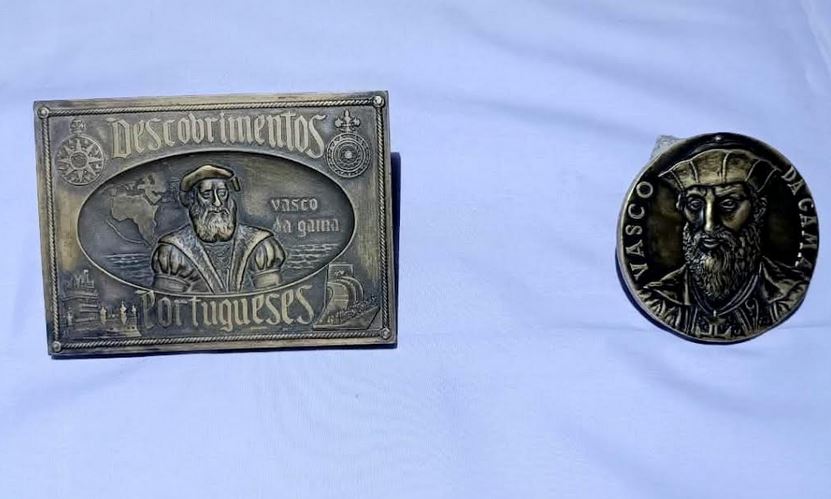 Descobrimentos
vasco
da gama
Portugueses
VASCO DA GAMA